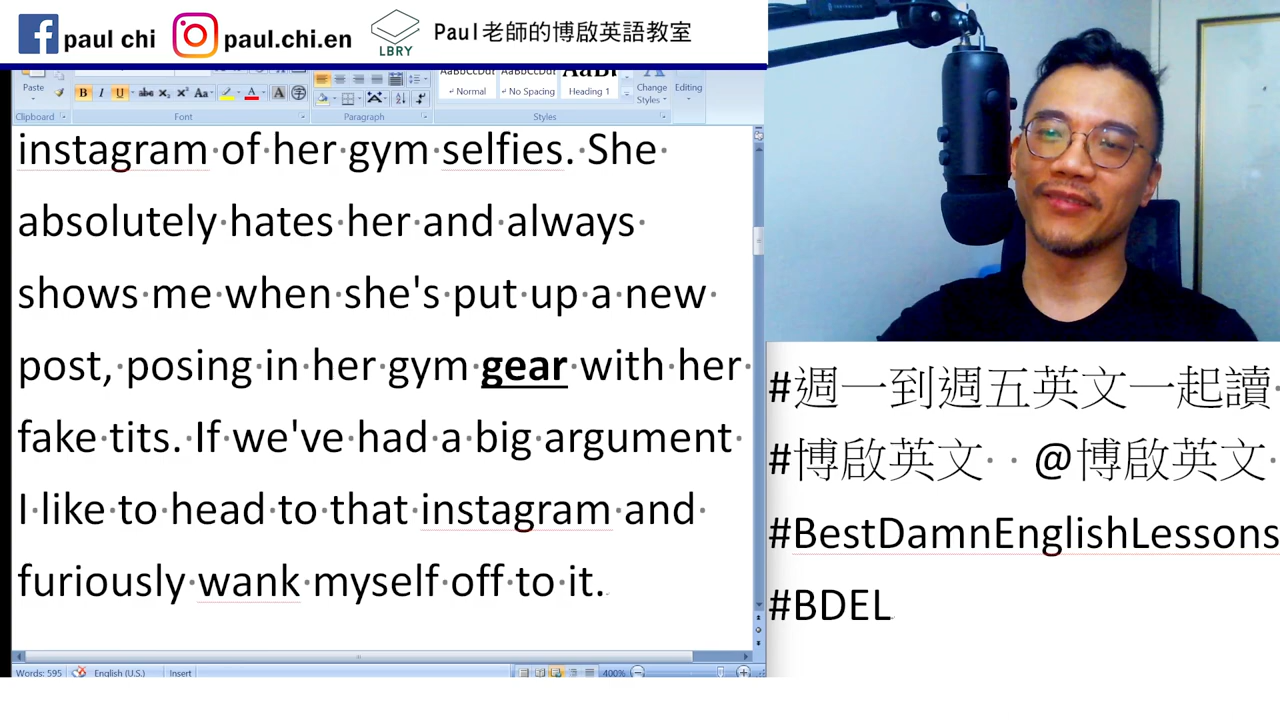 paul chi
paul.chi.en
LBRY
Paul老師的博啟英語教室
Paste
Normal
No Spacing
Heading 1
Change Styles
Editing
Clipboard
Font
Paragraph
Styles
instagram of her gym selfies. She
absolutely hates her and always
shows me when she's put up a new
post, posing in her gym gear with her
fake tits. If we've had a big argument
I like to head to that instagram and
furiously wank myself off to it.
#週一到週五英文一起讀
#博啟英文 @博啟英文
#BestDamnEnglishLessons
#BDEL
Words: 595
English (U.S.)
Insert
400%